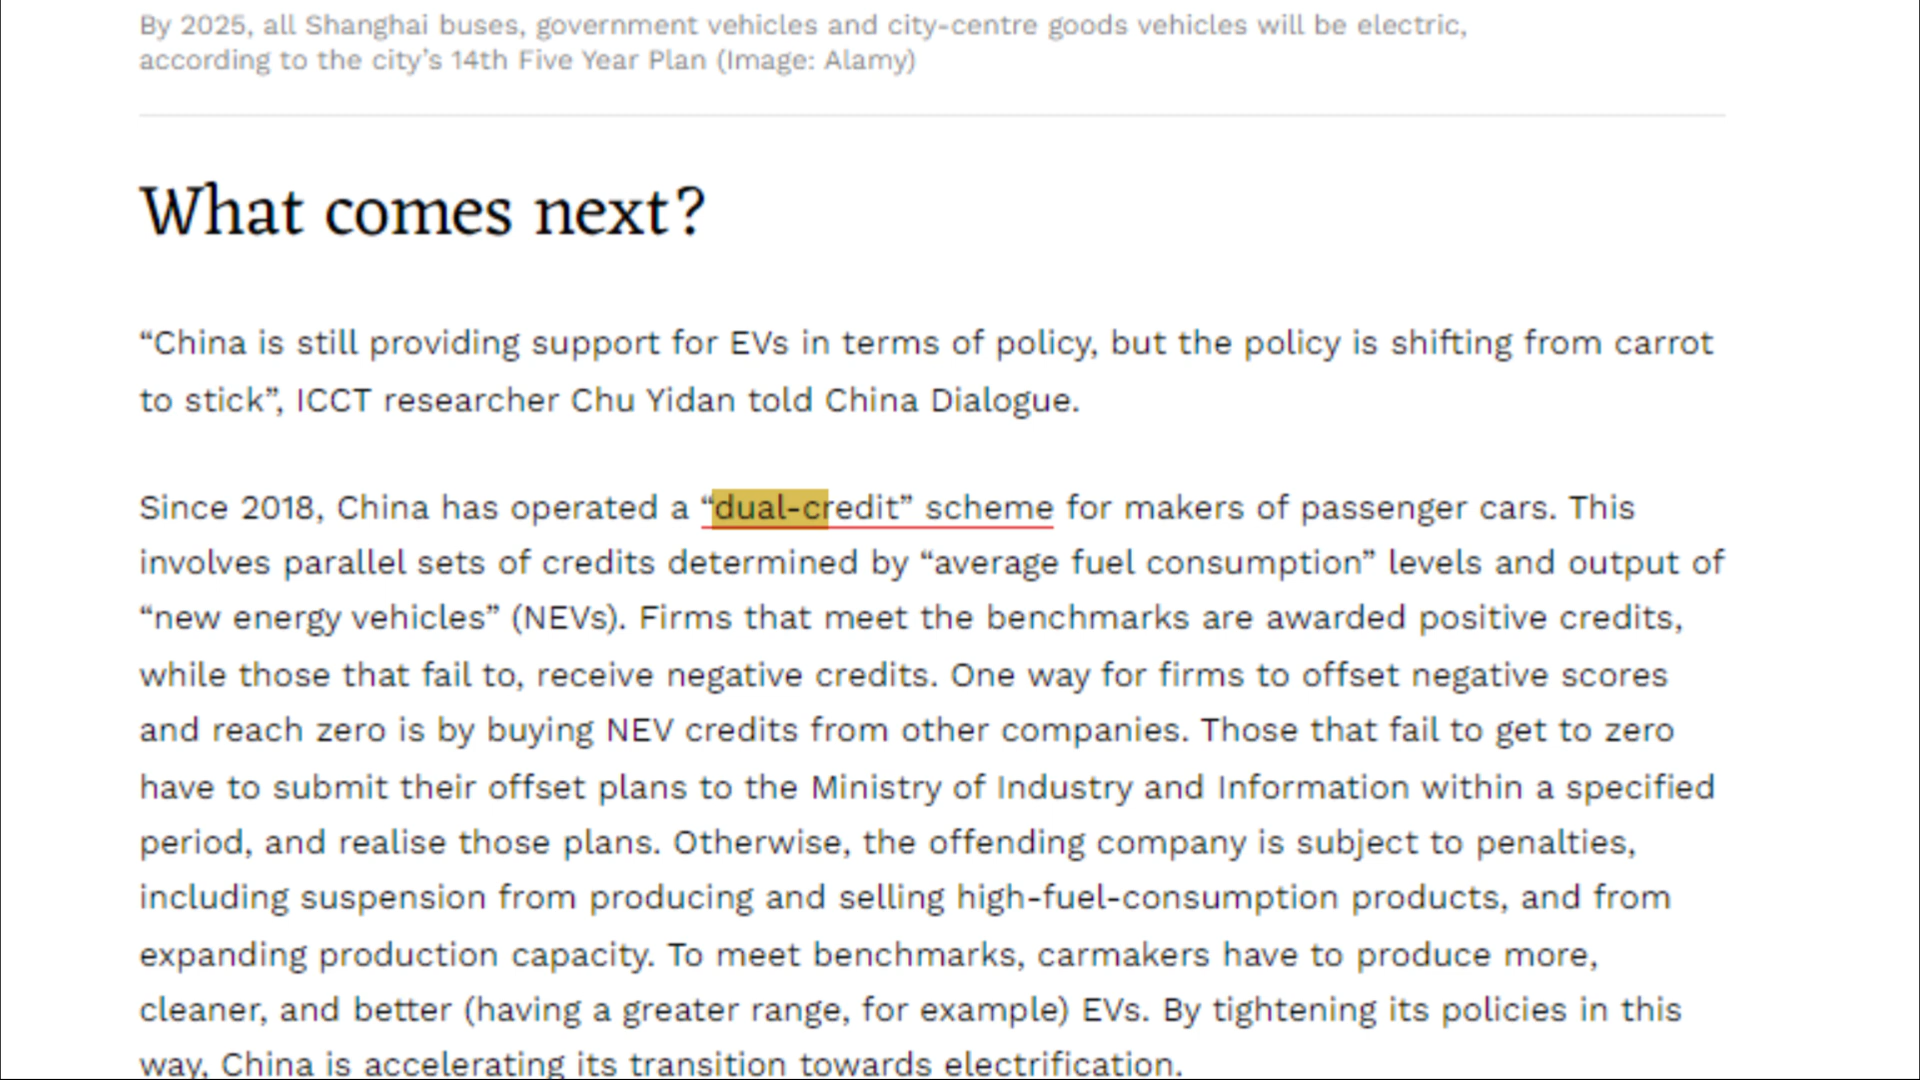 By 2025, all Shanghai buses, government vehicles and city-centre goods vehicles will be electric,
according to the city’s 14th Five Year Plan (Image: Alamy)
What comes next?
“China is still providing support for EVs in terms of policy, but the policy is shifting from carrot
to stick”, ICCT researcher Chu Yidan told China Dialogue.
Since 2018, China has operated a “dual-credit” scheme for makers of passenger cars. This
involves parallel sets of credits determined by “average fuel consumption” levels and output of
“new energy vehicles” (NEVs). Firms that meet the benchmarks are awarded positive credits,
while those that fail to, receive negative credits. One way for firms to offset negative scores
and reach zero is by buying NEV credits from other companies. Those that fail to get to zero
have to submit their offset plans to the Ministry of Industry and Information within a specified
period, and realise those plans. Otherwise, the offending company is subject to penalties,
including suspension from producing and selling high-fuel-consumption products, and from
expanding production capacity. To meet benchmarks, carmakers have to produce more,
cleaner, and better (having a greater range, for example) EVs. By tightening its policies in this
way, China is accelerating its transition towards electrification.